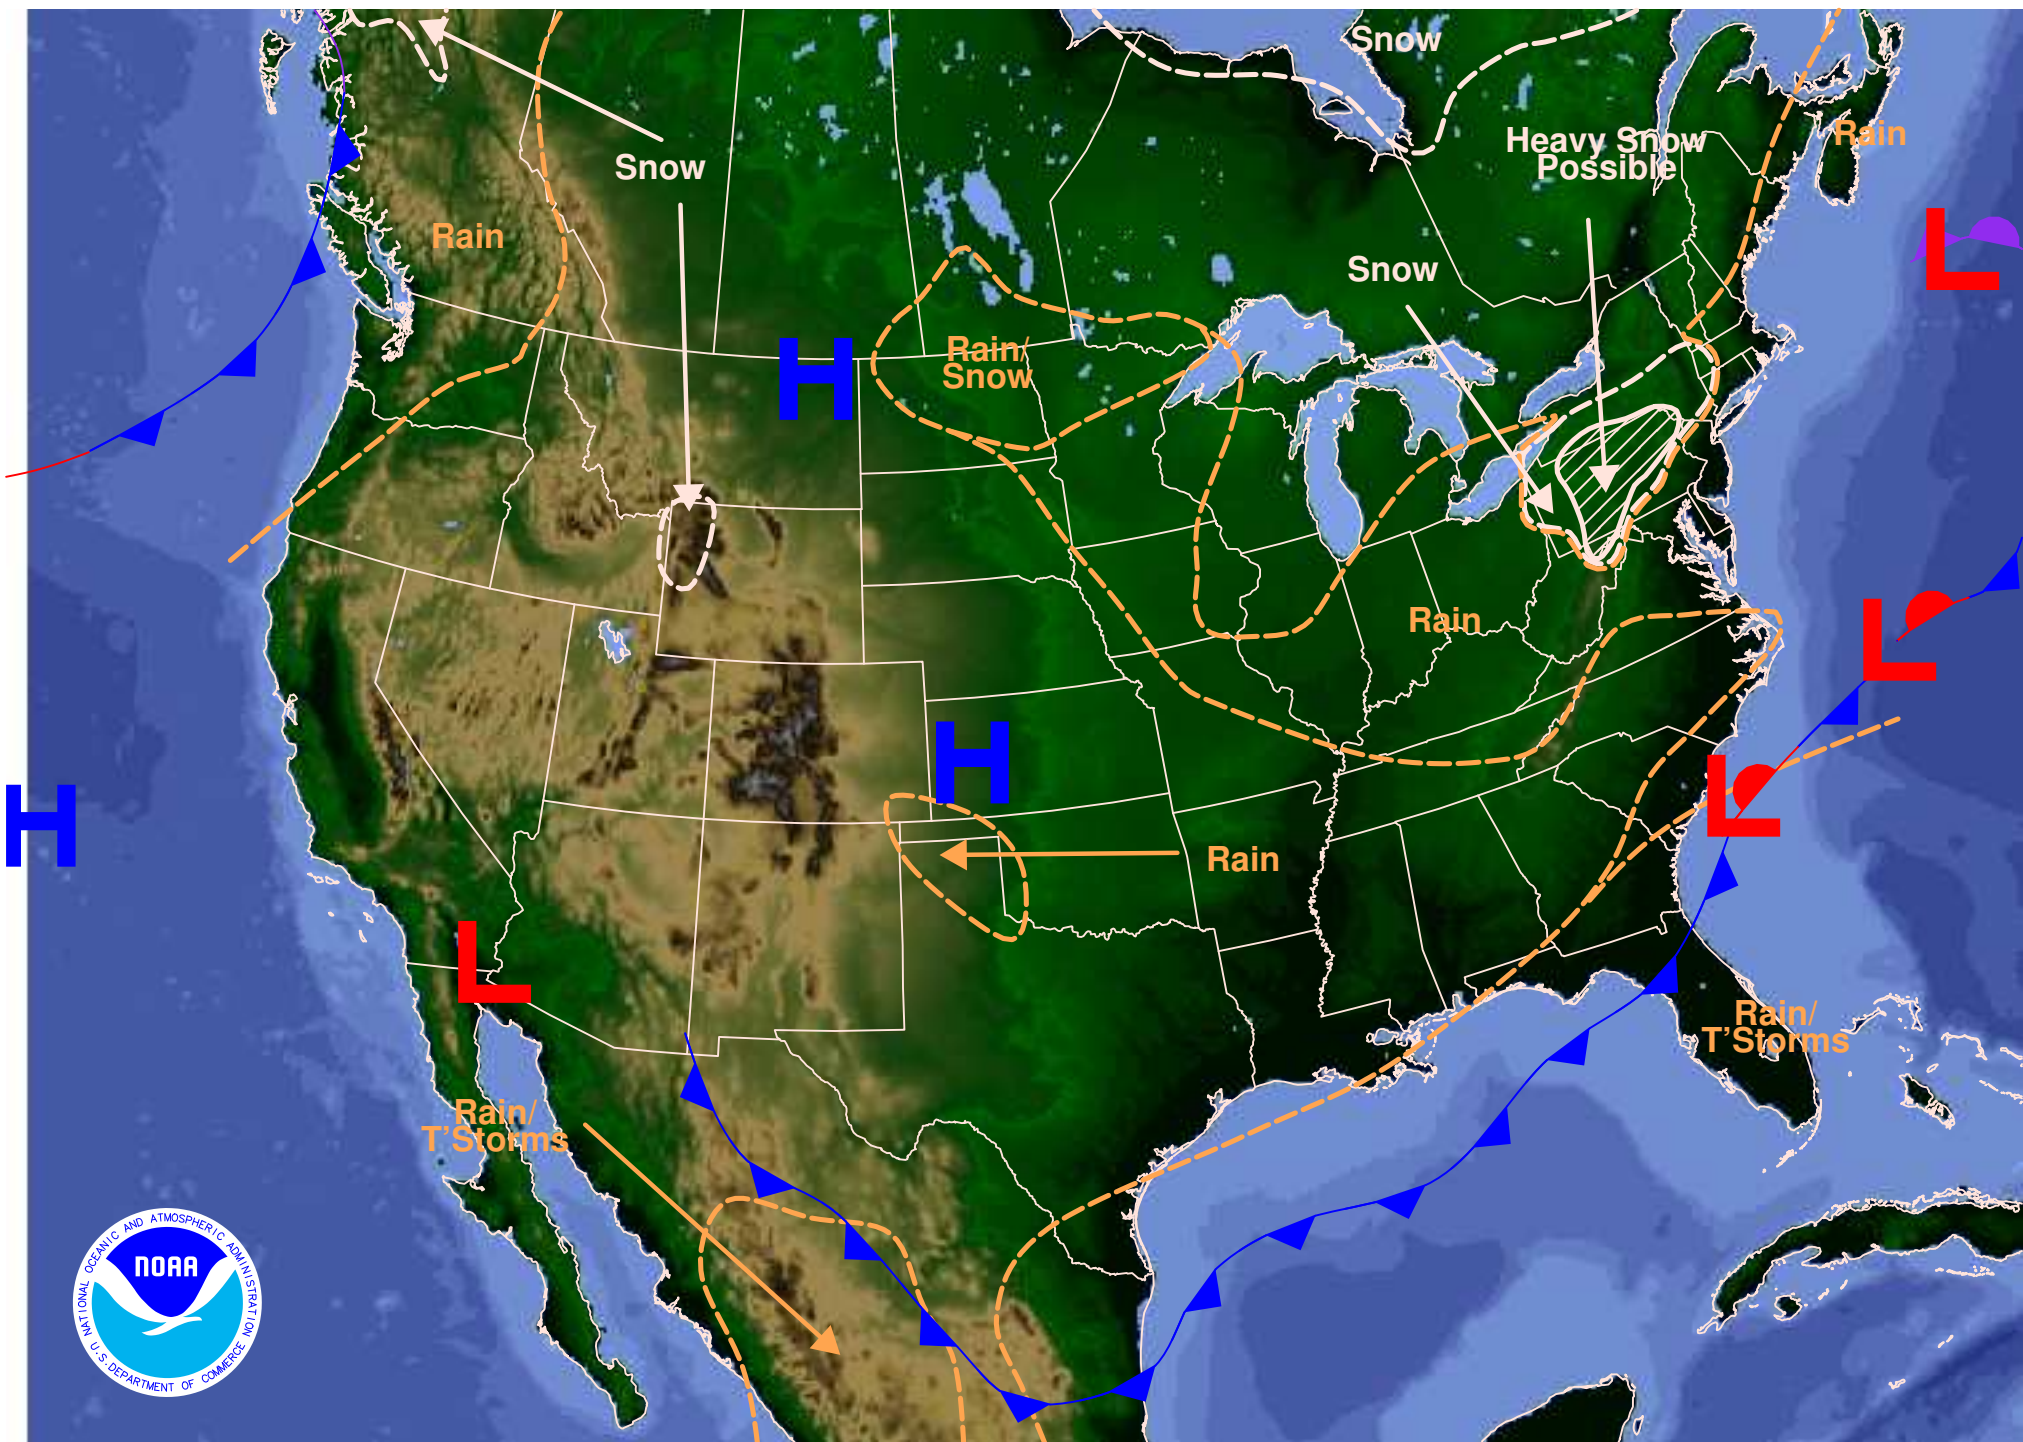 Snow
Heavy Snow
Possible
Rain
Snow
Rain
Snow
Rain/
Snow
H
L
Rain
L
H
H
L
Rain
L
Rain/
T'Storms
Rain/
T'Storms
NATIONAL OCEANIC AND ATMOSPHERIC ADMINISTRATION
NOAA
U.S. DEPARTMENT OF COMMERCE